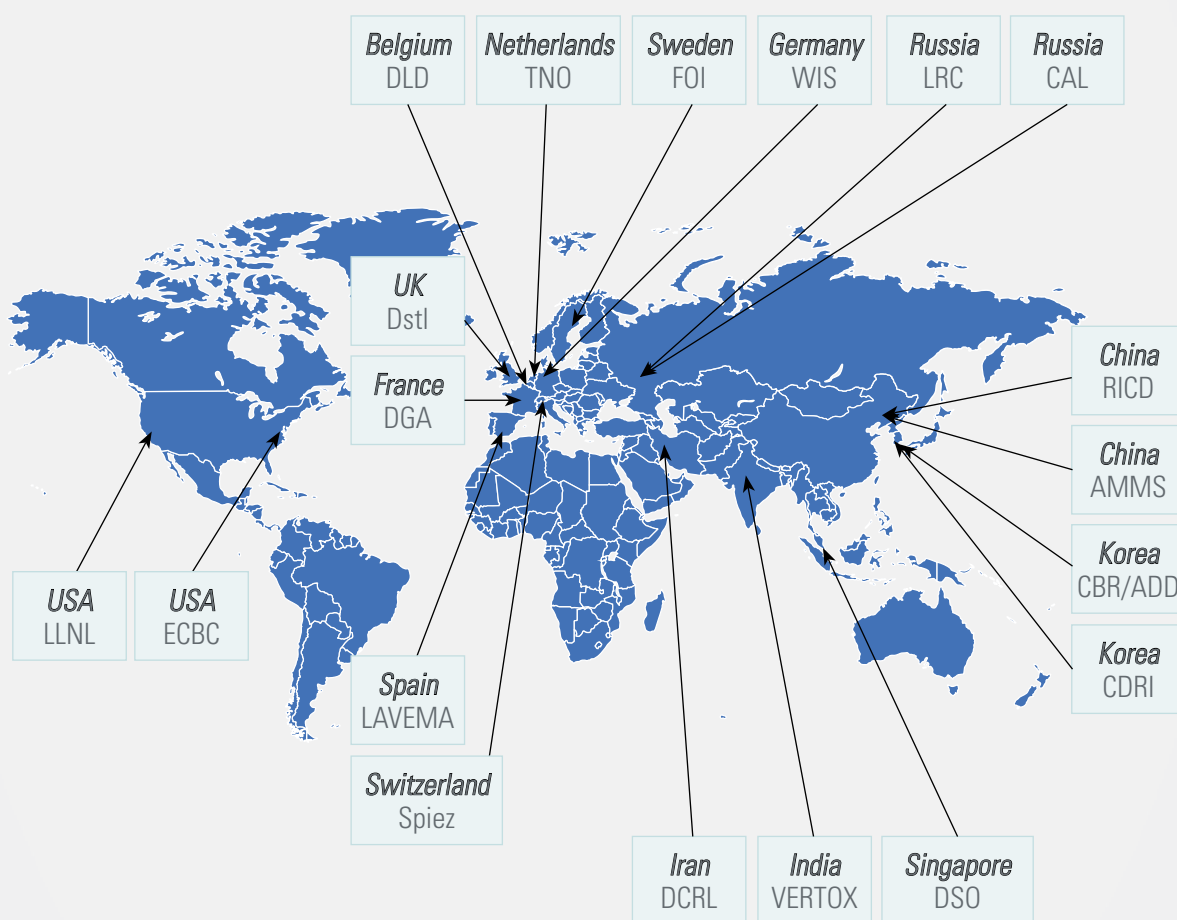 Belgium
DLD
Netherlands
TNO
Sweden
FOI
Germany
WIS
Russia
LRC
Russia
CAL
UK
Dstl
France
DGA
China
RICD
China
AMMS
Korea
CBR/ADD
Korea
CDRI
USA
LLNL
USA
ECBC
Spain
LAVEMA
Switzerland
Spiez
Iran
DCRL
India
VERTOX
Singapore
DSO